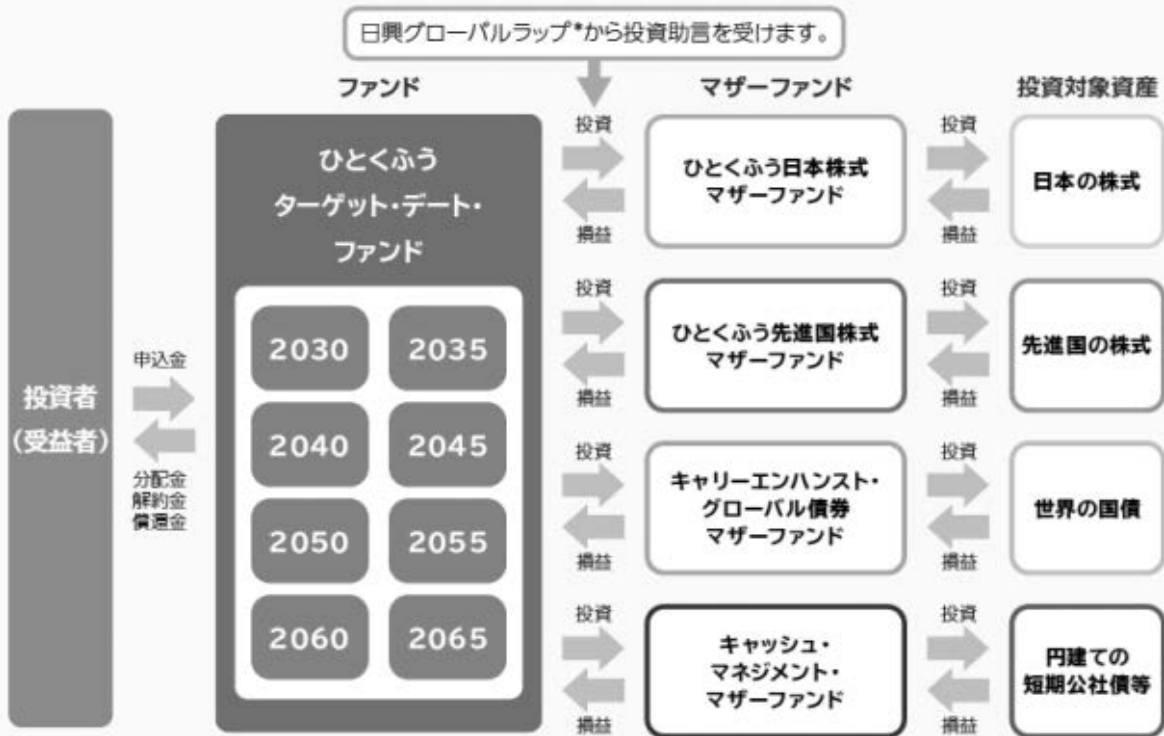 日興グローバルラップ*から投資助言を受けます。
ファンド
マザーファンド
投資対象資産
投資者
(受益者)
申込金
分配金
解約金
償還金
ひとくふう
ターゲット・デート・
ファンド
2030
2035
2040
2045
2050
2055
2060
2065
投資
損益
ひとくふう日本株式
マザーファンド
投資
損益
日本の株式
投資
損益
ひとくふう先進国株式
マザーファンド
投資
損益
先進国の株式
投資
損益
キャリーエンハンスト・
グローバル債券
マザーファンド
投資
損益
世界の国債
投資
損益
キャッシュ・
マネジメント・
マザーファンド
投資
損益
円建ての
短期公社債等